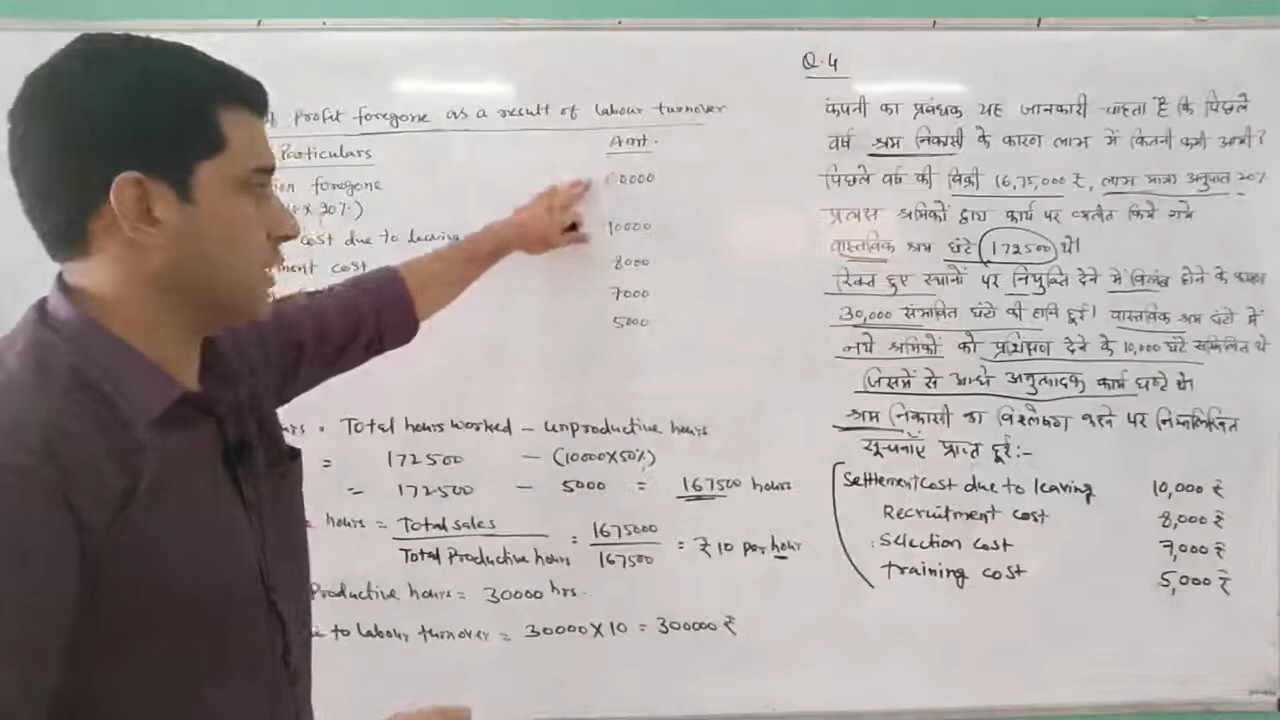 Profit foregone as a result of labour turnover
Particulars Amt.
foregone 0000
x 20%)
cost due to leaving 10000
ment cost 8000
7000
5000
= Total hours worked - unproductive hours
= 172500 - (10000x50%)
= 172500 - 5000 = 167500 hours
hours = Total sales / Total Productive hours = 1675000 / 167500 = ₹10 per hour
Productive hours = 30000 hrs.
to labour turnover = 30000x10 = 300000 ₹
Q.4
कंपनी का प्रबंधक यह जानकारी चाहता है कि पिछले
वर्ष श्रम निकासी के कारण लाभ में कितनी कमी आयी?
पिछले वर्ष की बिक्री 16,75,000 ₹, लाभ मात्रा अनुपात 20%
प्रत्यक्ष श्रमिकों द्वारा कार्य पर व्यतीत किये गये
वास्तविक श्रम घंटे 172500 थे।
रिक्त हुए स्थानों पर नियुक्ति देने में विलंब होने के कारण
30,000 संभावित घंटों की हानि हुई। वास्तविक श्रम घंटो में
नये श्रमिकों को प्रशिक्षण देने के 10,000 घंटे सम्मिलित थे
जिसमें से आधे अनुत्पादक कार्य घण्टे थे।
श्रम निकासी का विश्लेषण करने पर निम्नलिखित
सूचनाएँ प्राप्त हुई:-
Settlement cost due to leaving 10,000 ₹
Recruitment cost 8,000 ₹
Selection cost 7,000 ₹
training cost 5,000 ₹